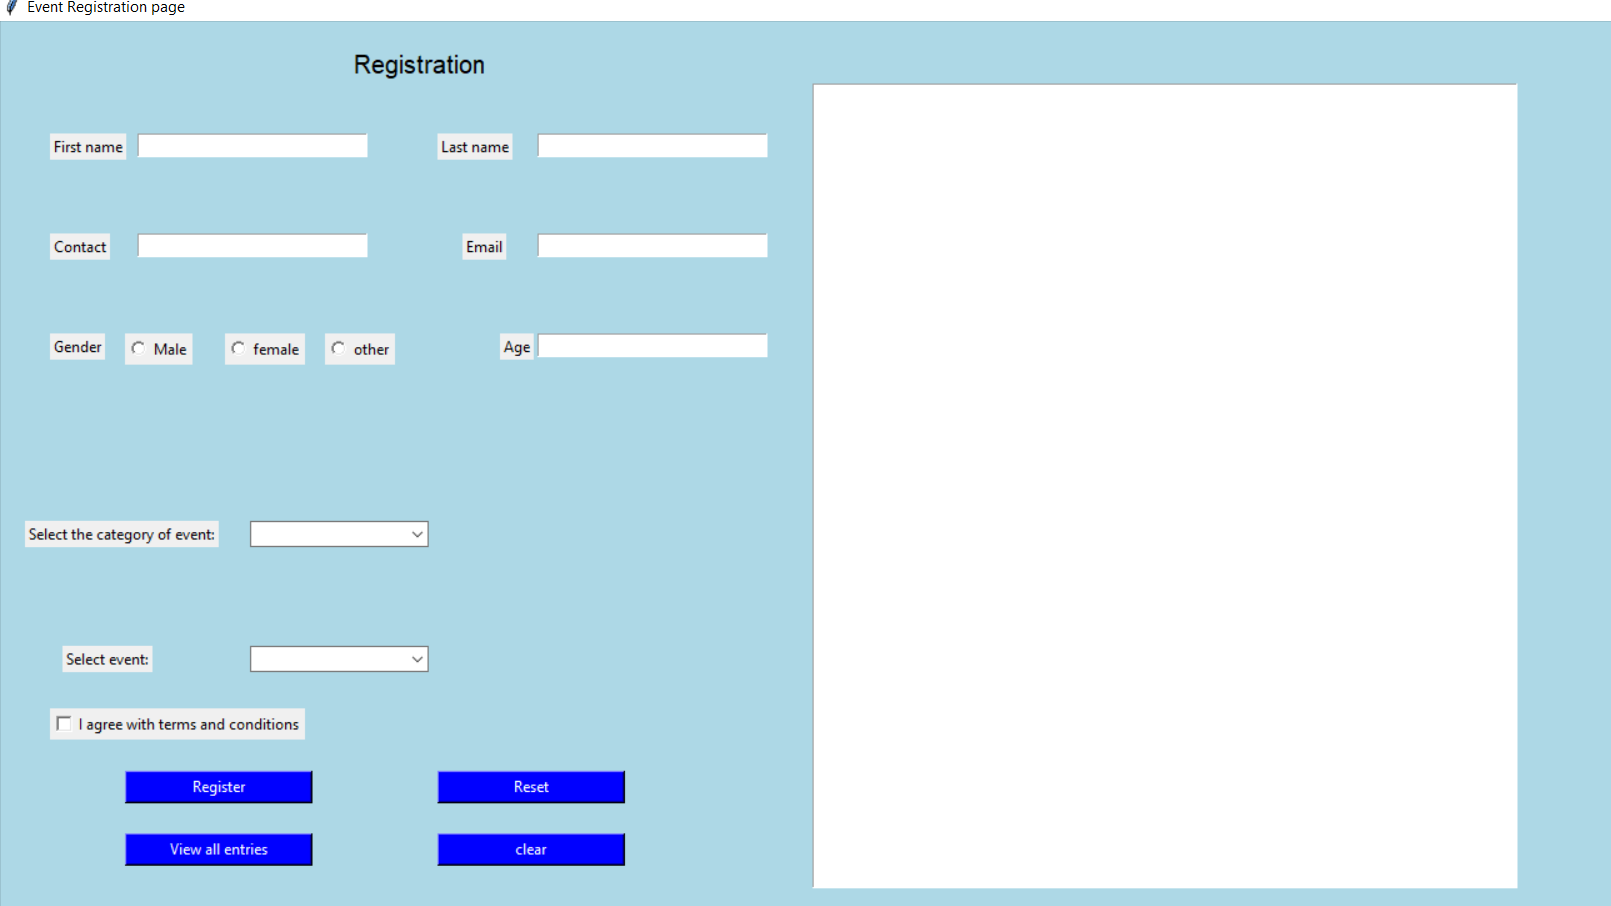 Event Registration page
Registration
First name
Last name
Contact
Email
Gender
Male
female
other
Age
Select the category of event:
Select event:
I agree with terms and conditions
Register
Reset
View all entries
clear